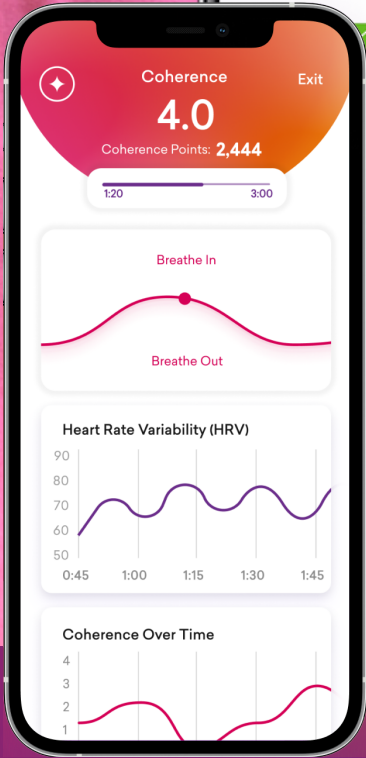 Coherence
Exit
4.0
Coherence Points: 2,444
1:20 3:00
Breathe In
Breathe Out
Heart Rate Variability (HRV)
90
80
70
60
50
0:45 1:00 1:15 1:30 1:45
Coherence Over Time
4
3
2
1